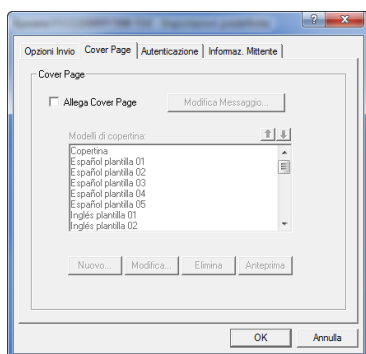 Opzioni Invio Cover Page Autenticazione Informaz. Mittente
Cover Page
Allega Cover Page Modifica Messaggio...
Modelli di copertina:
Copertina
Español plantilla 01
Español plantilla 02
Español plantilla 03
Español plantilla 04
Español plantilla 05
Inglés plantilla 01
Inglés plantilla 02
Nuovo... Modifica... Elimina Anteprima
OK Annulla